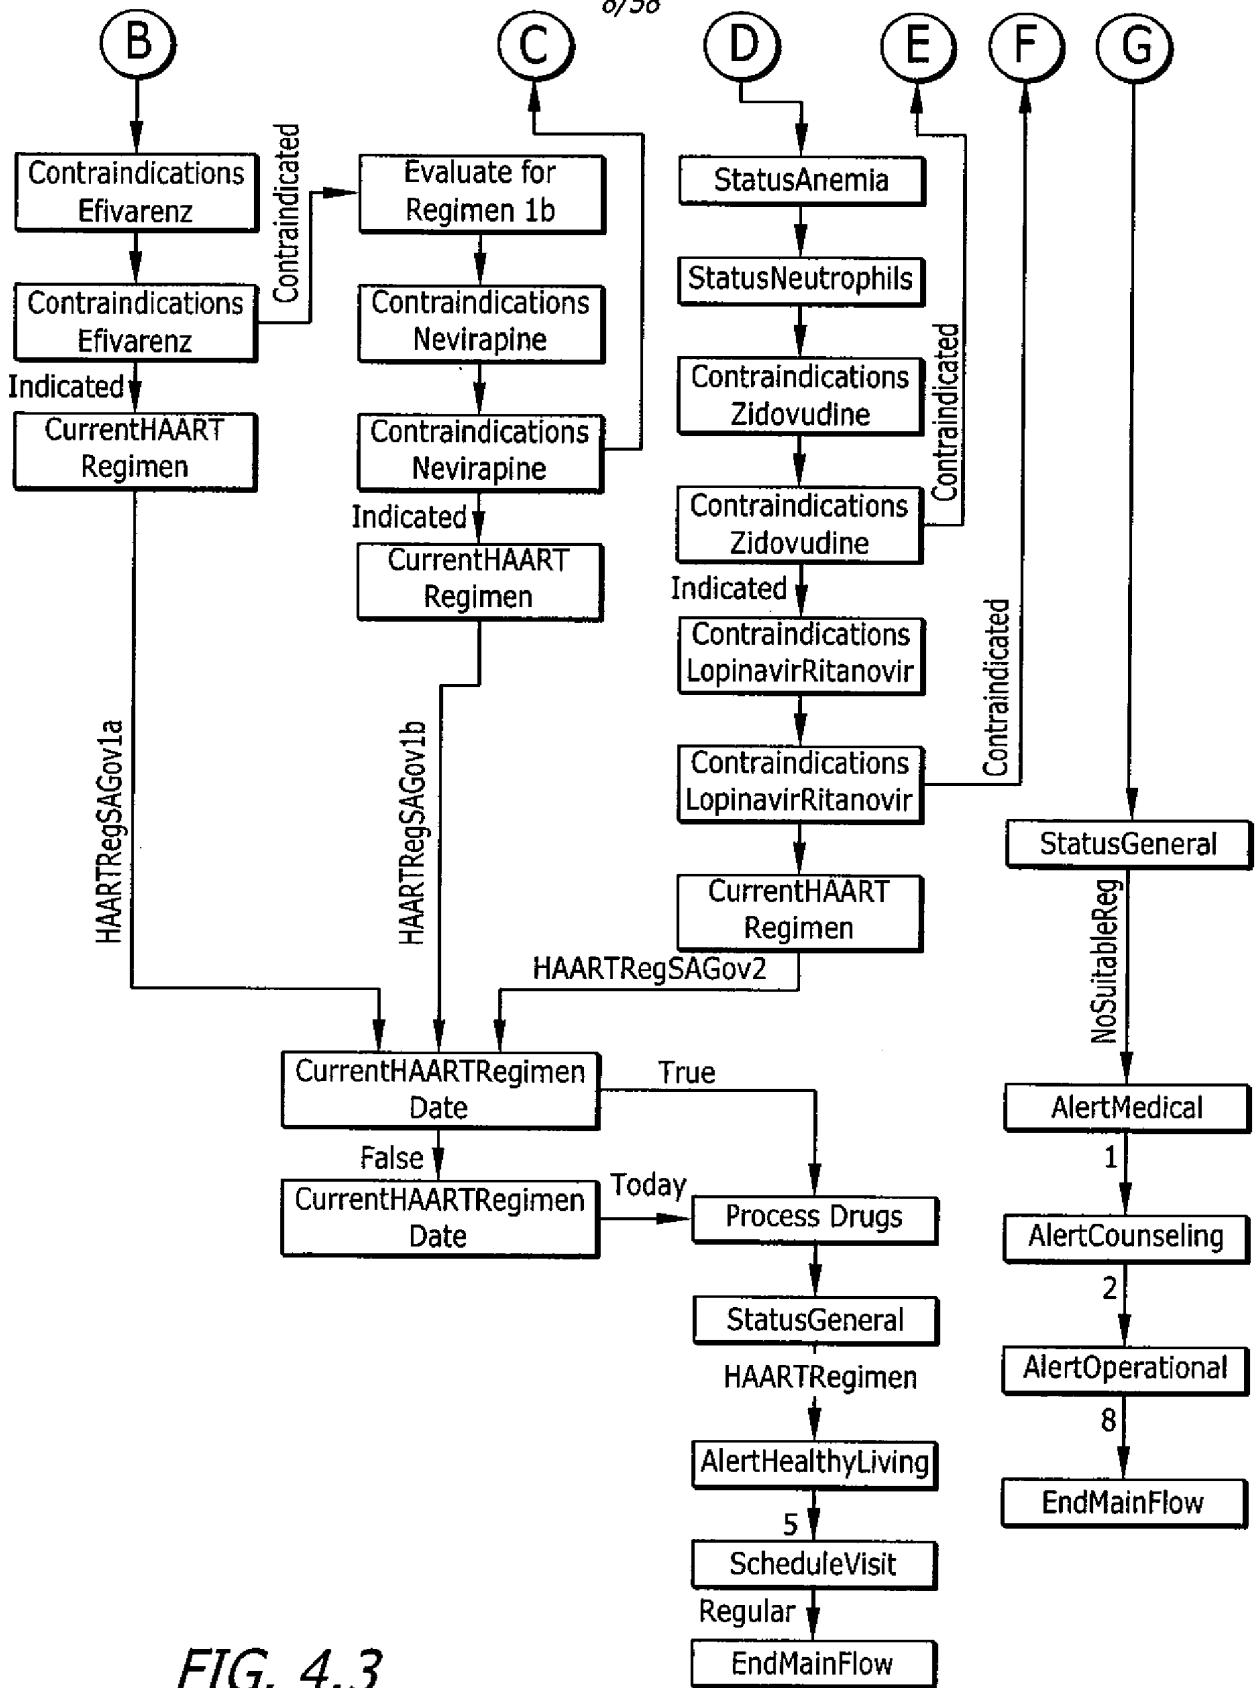 8/58
B
C
D
E
F
G
Contraindications
Efivarenz
Contraindications
Efivarenz
Contraindicated
Indicated
CurrentHAART
Regimen
HAARTRegSAGov1a
Evaluate for
Regimen 1b
Contraindications
Nevirapine
Contraindications
Nevirapine
Indicated
CurrentHAART
Regimen
HAARTRegSAGov1b
StatusAnemia
StatusNeutrophils
Contraindications
Zidovudine
Contraindications
Zidovudine
Contraindicated
Indicated
Contraindications
LopinavirRitanovir
Contraindications
LopinavirRitanovir
Contraindicated
CurrentHAART
Regimen
HAARTRegSAGov2
CurrentHAARTRegimen
Date
True
False
CurrentHAARTRegimen
Date
Today
Process Drugs
StatusGeneral
HAARTRegimen
AlertHealthyLiving
5
ScheduleVisit
Regular
EndMainFlow
StatusGeneral
NoSuitableReg
AlertMedical
1
AlertCounseling
2
AlertOperational
8
EndMainFlow
FIG. 4.3